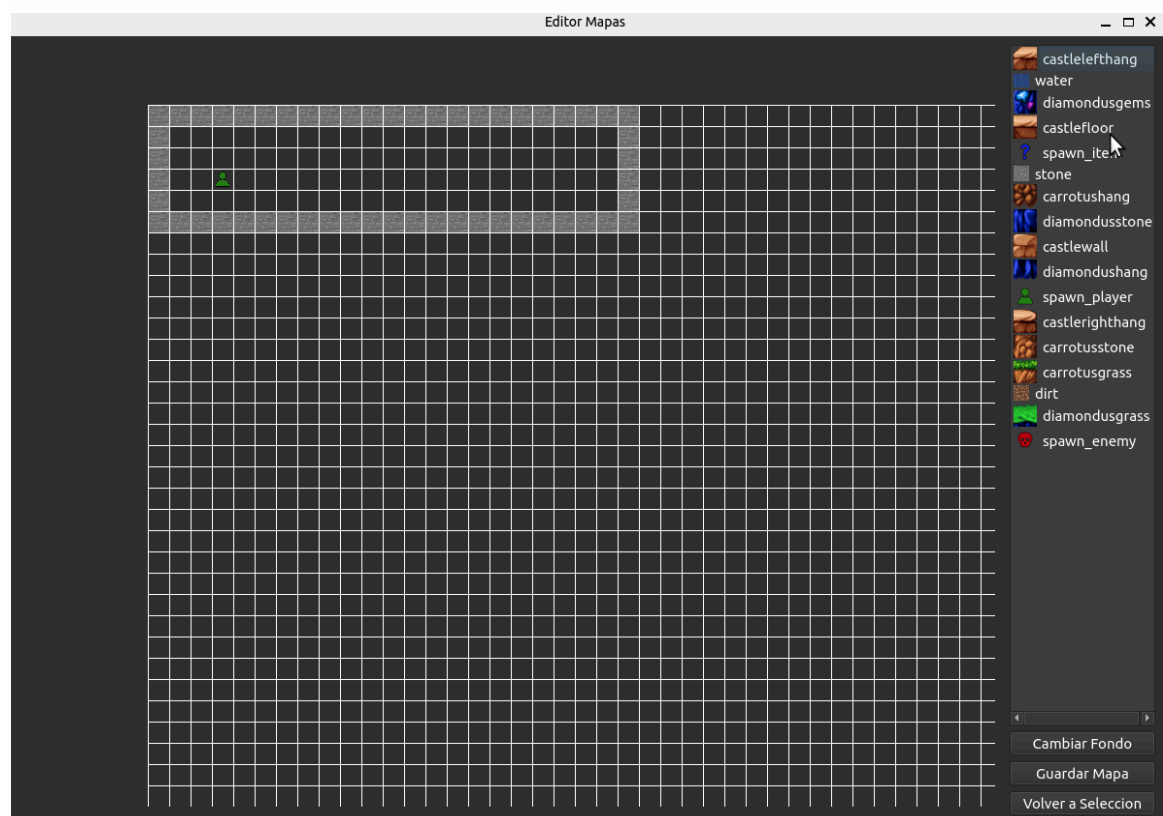 Editor Mapas
castlelefthang
water
diamondusgems
castlefloor
spawn_item
stone
carrotushang
diamondusstone
castlewall
diamondushang
spawn_player
castlerighthang
carrotusstone
carrotusgrass
dirt
diamondusgrass
spawn_enemy
Cambiar Fondo
Guardar Mapa
Volver a Seleccion